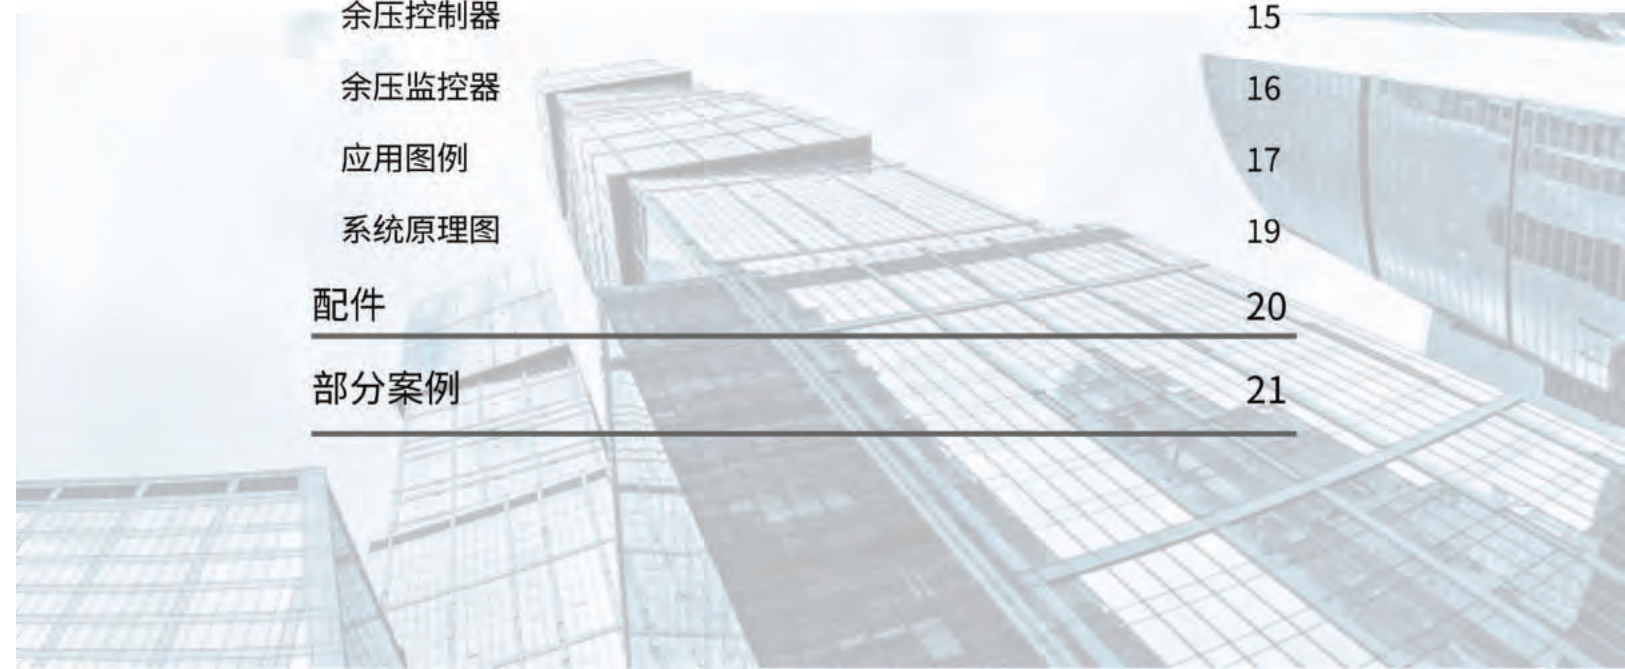 余压控制器 15
余压监控器 16
应用图例 17
系统原理图 19
配件 20
部分案例 21